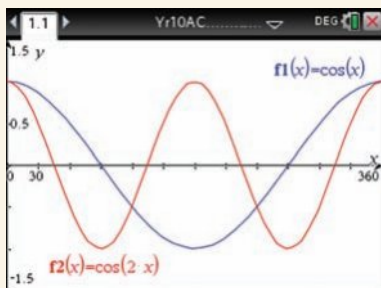 1.1 Yr10AC............ DEG
1.5 y
f1(x)=cos(x)
0.5
x
0 30 360
f2(x)=cos(2·x)
-1.5